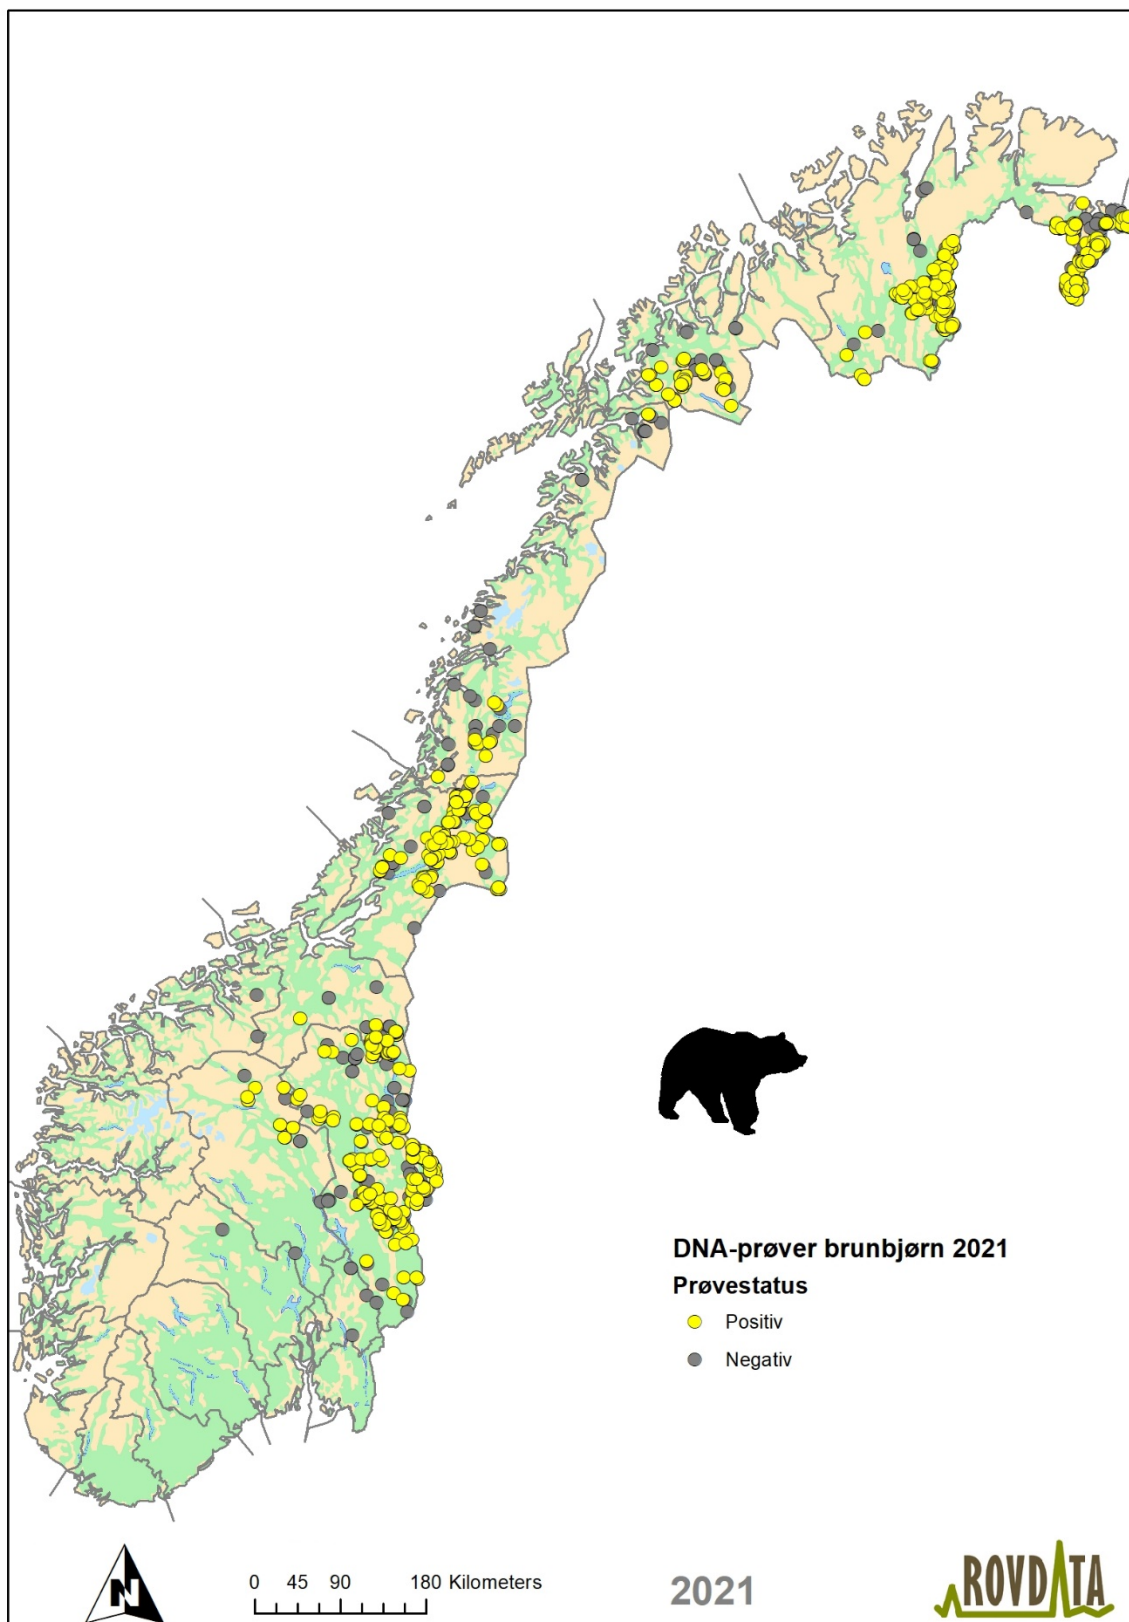 DNA-prøver brunbjørn 2021
Prøvestatus
Positiv
Negativ
N
0 45 90 180 Kilometers
2021
ROVDATA